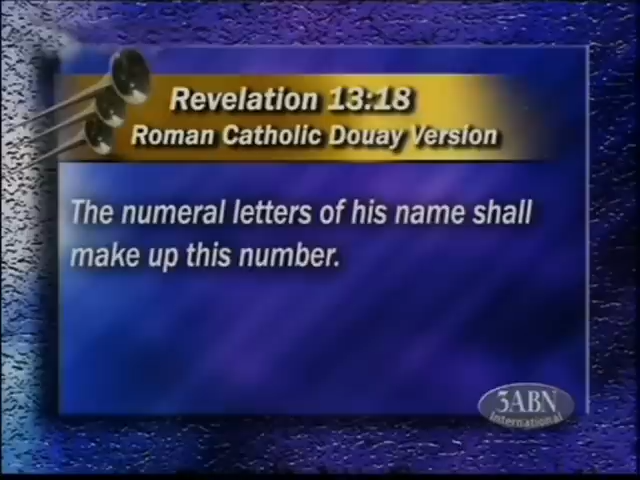 Revelation 13:18
Roman Catholic Douay Version
The numeral letters of his name shall
make up this number.
3ABN
International